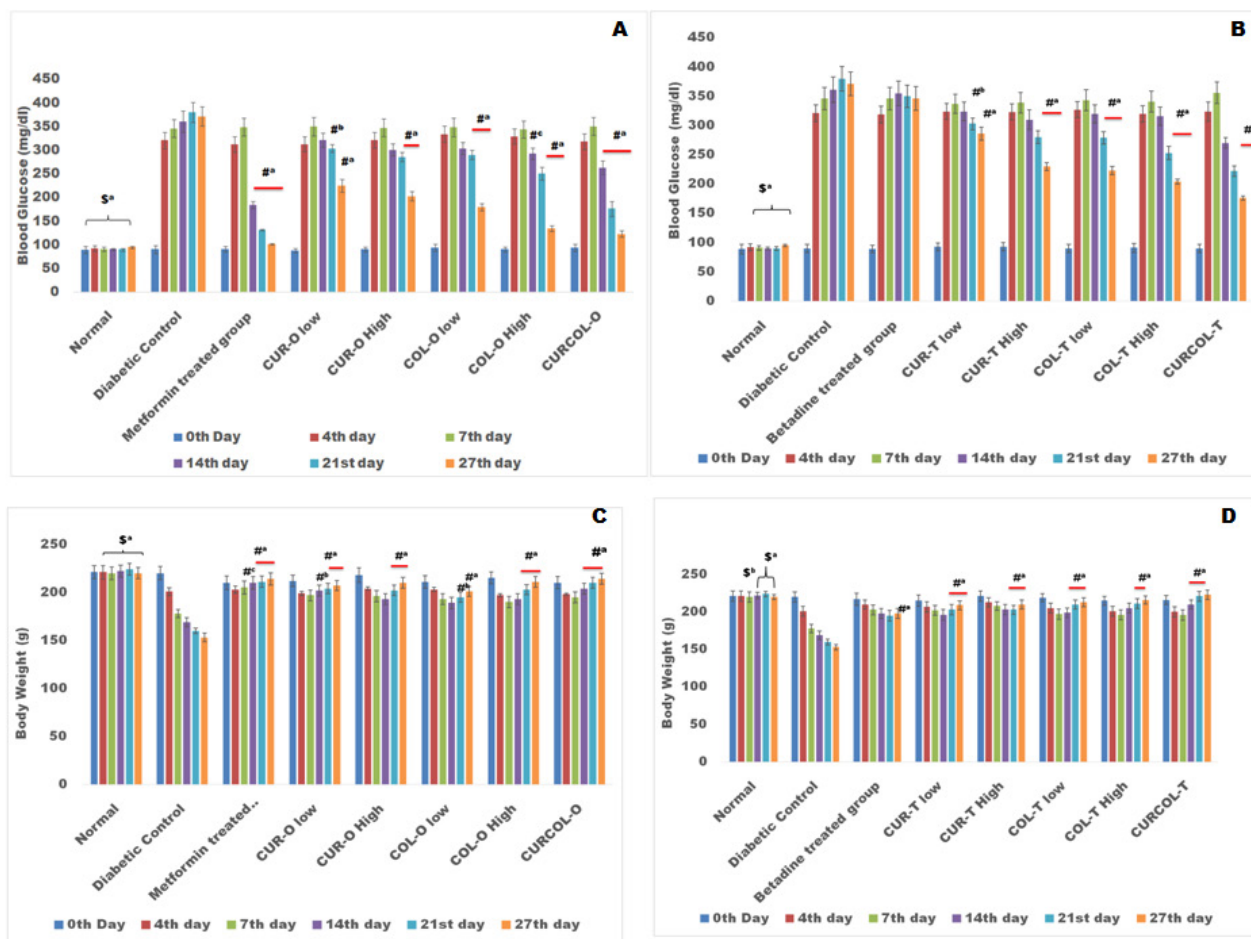 A
Blood Glucose (mg/dl)
450
400
350
300
250
200
150
100
50
0
$a
#a
#b
#a
#a
#a
#c
#a
#a
Normal
Diabetic Control
Metformin treated group
CUR-O low
CUR-O High
COL-O low
COL-O High
CURCOL-O
0th Day 4th day 7th day
14th day 21st day 27th day
B
Blood Glucose (mg/dl)
450
400
350
300
250
200
150
100
50
0
$a
#b
#a
#a
#a
#a
#
Normal
Diabetic Control
Betadine treated group
CUR-T low
CUR-T High
COL-T low
COL-T High
CURCOL-T
0th Day 4th day 7th day 14th day 21st day 27th day
C
Body Weight (g)
250
200
150
100
50
0
$a
#c
#a
#b
#a
#a
#b
#a
#a
#a
Normal
Diabetic Control
Metformin treated..
CUR-O low
CUR-O High
COL-O low
COL-O High
CURCOL-O
0th Day 4th day 7th day 14th day 21st day 27th day
D
Body Weight (g)
250
200
150
100
50
0
$b
$a
#a
#a
#a
#a
#a
#a
Normal
Diabetic Control
Betadine treated group
CUR-T low
CUR-T High
COL-T low
COL-T High
CURCOL-T
0th Day 4th day 7th day 14th day 21st day 27th day